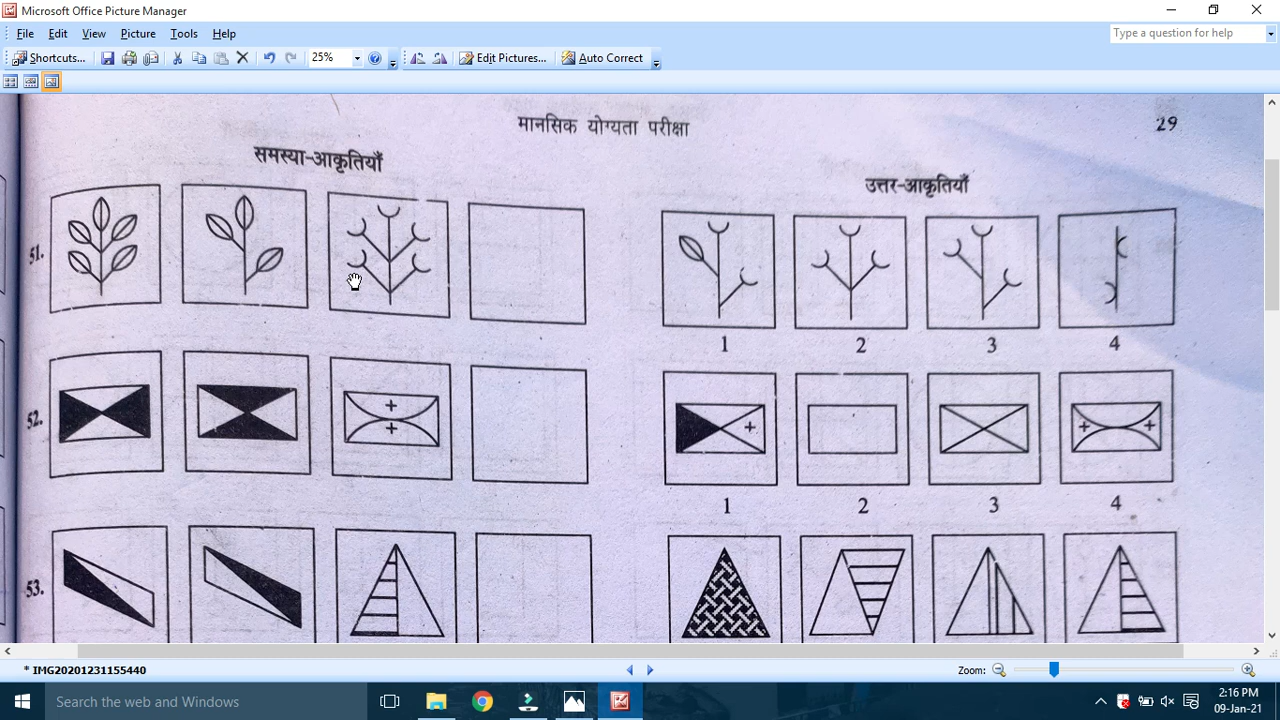 Microsoft Office Picture Manager
File Edit View Picture Tools Help
Type a question for help
Shortcuts... 25% Edit Pictures... Auto Correct
मानसिक योग्यता परीक्षा 29
समस्या-आकृतियाँ
उत्तर-आकृतियाँ
51.
1 2 3 4
52.
1 2 3 4
53.
* IMG20201231155440
Zoom:
Search the web and Windows
2:16 PM
09-Jan-21